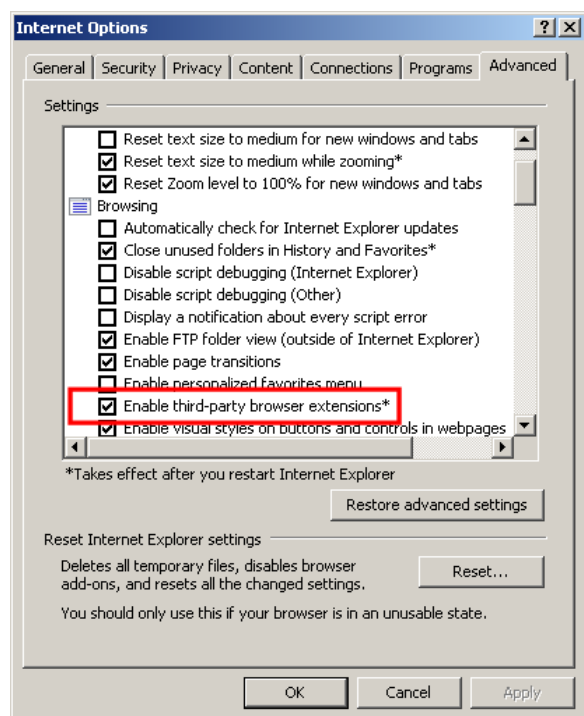 Internet Options
General Security Privacy Content Connections Programs Advanced
Settings
Reset text size to medium for new windows and tabs
Reset text size to medium while zooming*
Reset Zoom level to 100% for new windows and tabs
Browsing
Automatically check for Internet Explorer updates
Close unused folders in History and Favorites*
Disable script debugging (Internet Explorer)
Disable script debugging (Other)
Display a notification about every script error
Enable FTP folder view (outside of Internet Explorer)
Enable page transitions
Enable personalized favorites menu
Enable third-party browser extensions*
Enable visual styles on buttons and controls in webpages
*Takes effect after you restart Internet Explorer
Restore advanced settings
Reset Internet Explorer settings
Deletes all temporary files, disables browser
add-ons, and resets all the changed settings.
Reset...
You should only use this if your browser is in an unusable state.
OK Cancel Apply